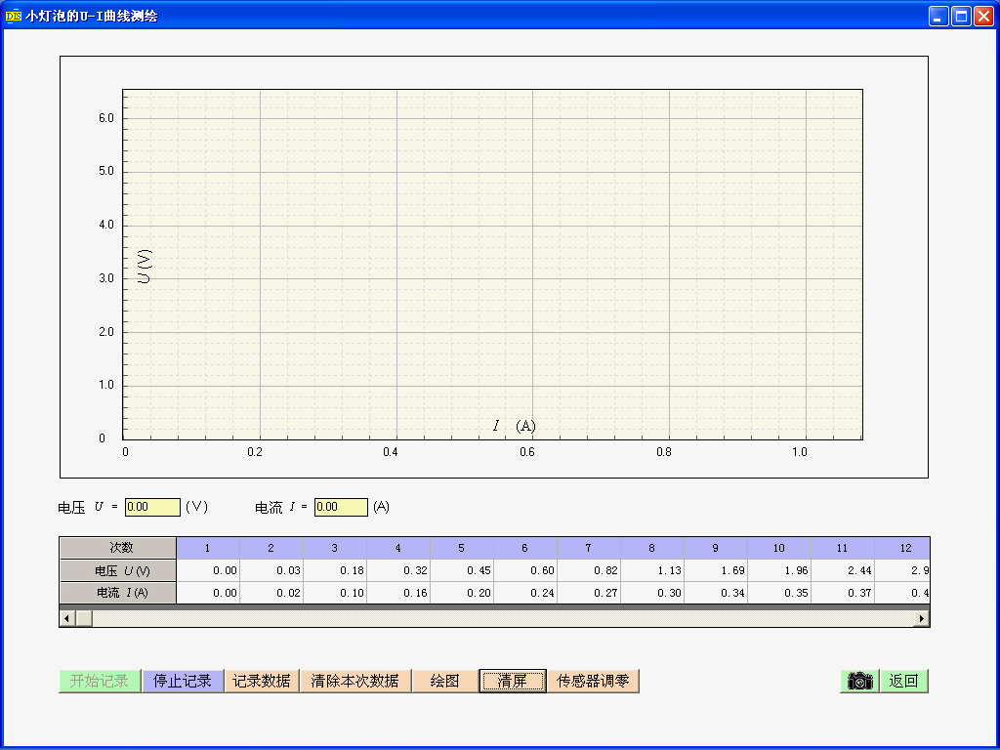 DIS 小灯泡的U-I曲线测绘
6.0
5.0
4.0
3.0
2.0
1.0
0
U (V)
I (A)
0 0.2 0.4 0.6 0.8 1.0
电压 U = 0.00 (V) 电流 I = 0.00 (A)
次数 1 2 3 4 5 6 7 8 9 10 11 12
电压 U (V) 0.00 0.03 0.18 0.32 0.45 0.60 0.82 1.13 1.69 1.96 2.44 2.9
电流 I (A) 0.00 0.02 0.10 0.16 0.20 0.24 0.27 0.30 0.34 0.35 0.37 0.4
开始记录 停止记录 记录数据 清除本次数据 绘图 清屏 传感器调零 返回